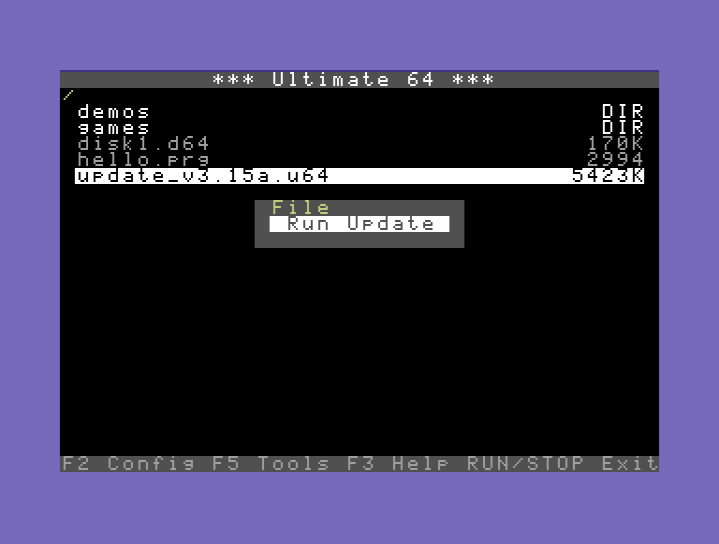 *** Ultimate 64 ***
/
demos DIR
games DIR
disk1.d64 170K
hello.prg 2994
update_v3.15a.u64 5423K
File
Run Update
F2 Config F5 Tools F3 Help RUN/STOP Exit